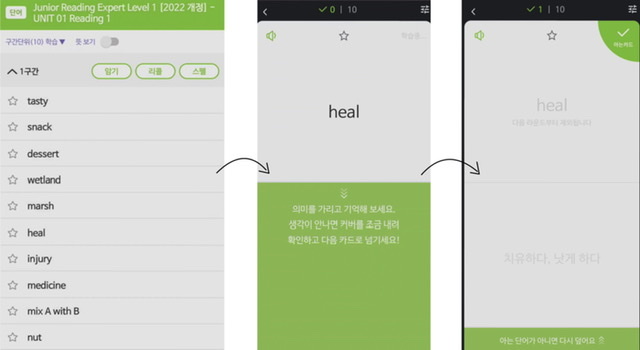 단어
Junior Reading Expert Level 1 [2022 개정] -
UNIT 01 Reading 1
구간단위(10) 학습▼ 뜻 보기
1구간
암기 리콜 스펠
tasty
snack
dessert
wetland
marsh
heal
injury
medicine
mix A with B
nut
0 | 10
학습중..
heal
의미를 가리고 기억해 보세요.
생각이 안나면 커버를 조금 내려
확인하고 다음 카드로 넘기세요!
1 | 10
아는 카드
heal
다음 라운드부터 제외됩니다
치유하다, 낫게 하다
아는 단어가 아니면 다시 덮어요